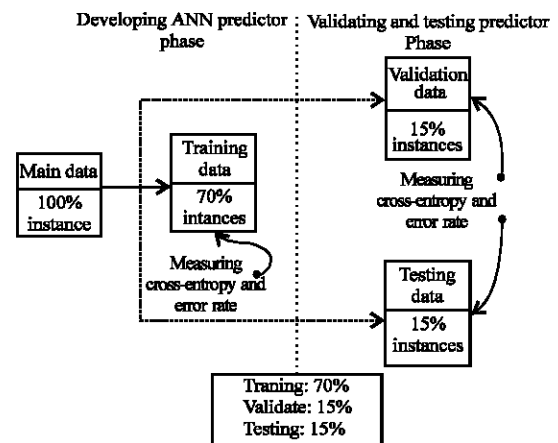 Developing ANN predictor
phase
Validating and testing predictor
Phase
Main data
100%
instance
Training
data
70%
intances
Measuring
cross-entropy and
error rate
Validation
data
15%
instances
Measuring
cross-entropy and
error rate
Testing
data
15%
instances
Traning: 70%
Validate: 15%
Testing: 15%